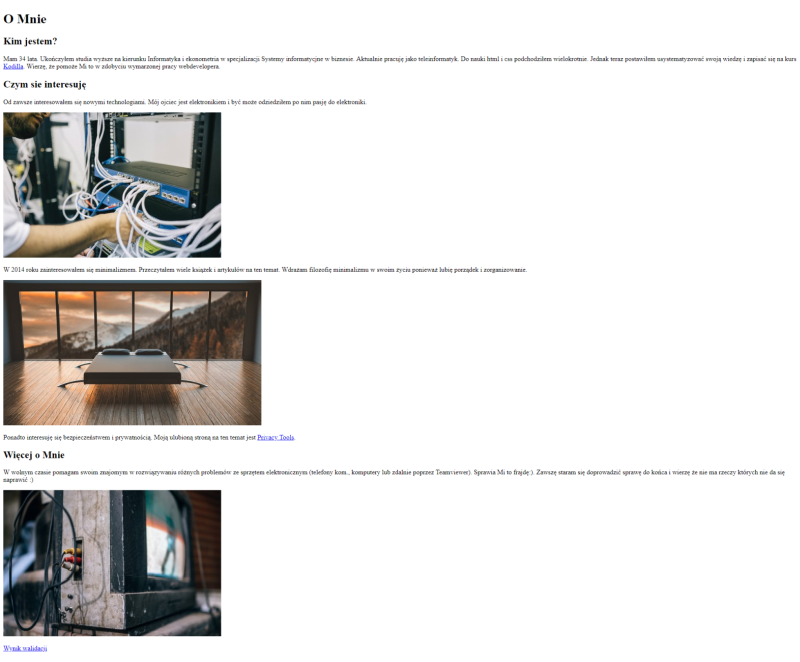 O Mnie
Kim jestem?
Mam 34 lata. Ukończyłem studia wyższe na kierunku Informatyka i ekonometria w specjalizacji Systemy informatyczne w biznesie. Aktualnie pracuję jako teleinformatyk. Do nauki html i css podchodziłem wielokrotnie. Jednak teraz postawiłem usystematyzować swoją wiedzę i zapisać się na kurs
Kodilla. Wierzę, że pomoże Mi to w zdobyciu wymarzonej pracy webdevelopera.
Czym sie interesuję
Od zawsze interesowałem się nowymi technologiami. Mój ojciec jest elektronikiem i być może odziedziłem po nim pasję do elektroniki.
W 2014 roku zainteresowałem się minimalizmem. Przeczytałem wiele książek i artykułów na ten temat. Wdrażam filozofię minimalizmu w swoim życiu ponieważ lubię porządek i zorganizowanie.
Ponadto interesuję się bezpieczeństwem i prywatnością. Moją ulubioną stroną na ten temat jest Privacy Tools.
Więcej o Mnie
W wolnym czasie pomagam swoim znajomym w rozwiązywaniu różnych problemów ze sprzętem elektronicznym (telefony kom., komputery lub zdalnie poprzez Teamviewer). Sprawia Mi to frajdę:). Zawszę staram się doprowadzić sprawę do końca i wierzę że nie ma rzeczy których nie da się
naprawić :)
Wynik walidacji